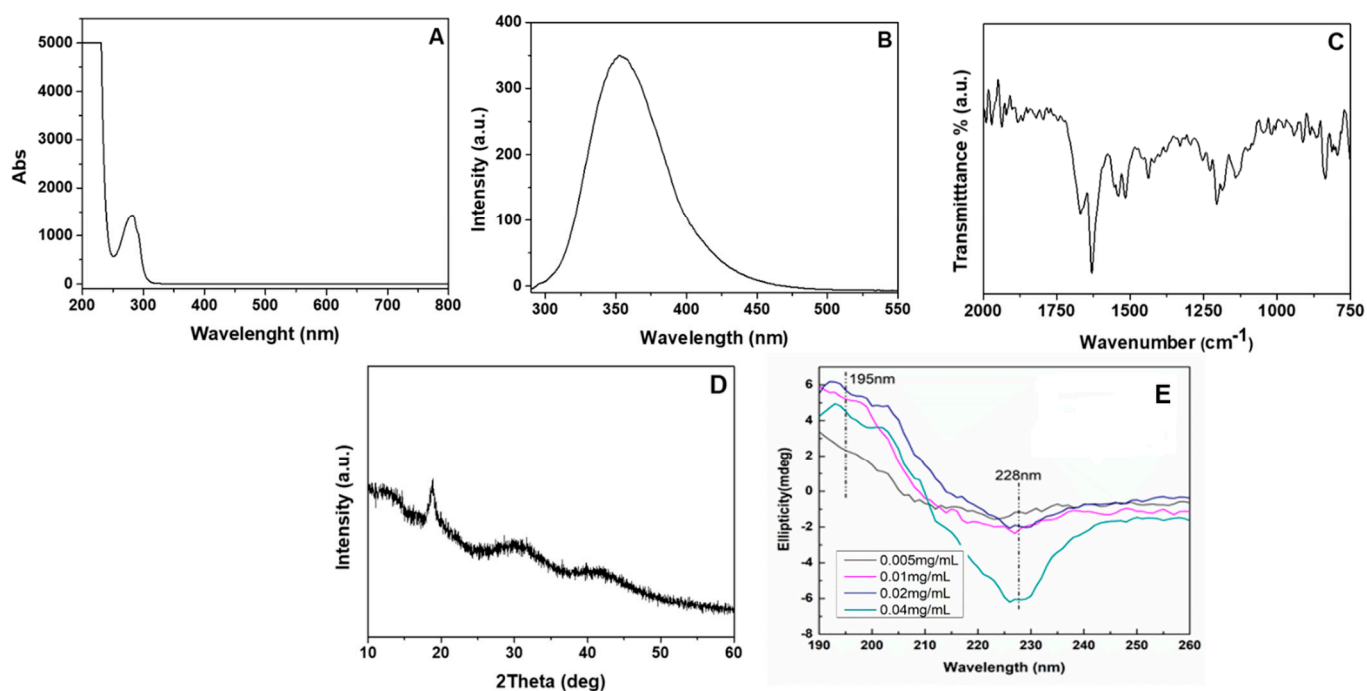 A
5000
4000
3000
2000
1000
0
Abs
200 300 400 500 600 700 800
Wavelenght (nm)
B
400
300
200
100
0
Intensity (a.u.)
300 350 400 450 500 550
Wavelength (nm)
C
Transmitttance % (a.u.)
2000 1750 1500 1250 1000 750
Wavenumber (cm-1)
D
Intensity (a.u.)
10 20 30 40 50 60
2Theta (deg)
E
195nm
228nm
6
4
2
0
-2
-4
-6
-8
Ellipticity(mdeg)
0.005mg/mL
0.01mg/mL
0.02mg/mL
0.04mg/mL
190 200 210 220 230 240 250 260
Wavelength (nm)